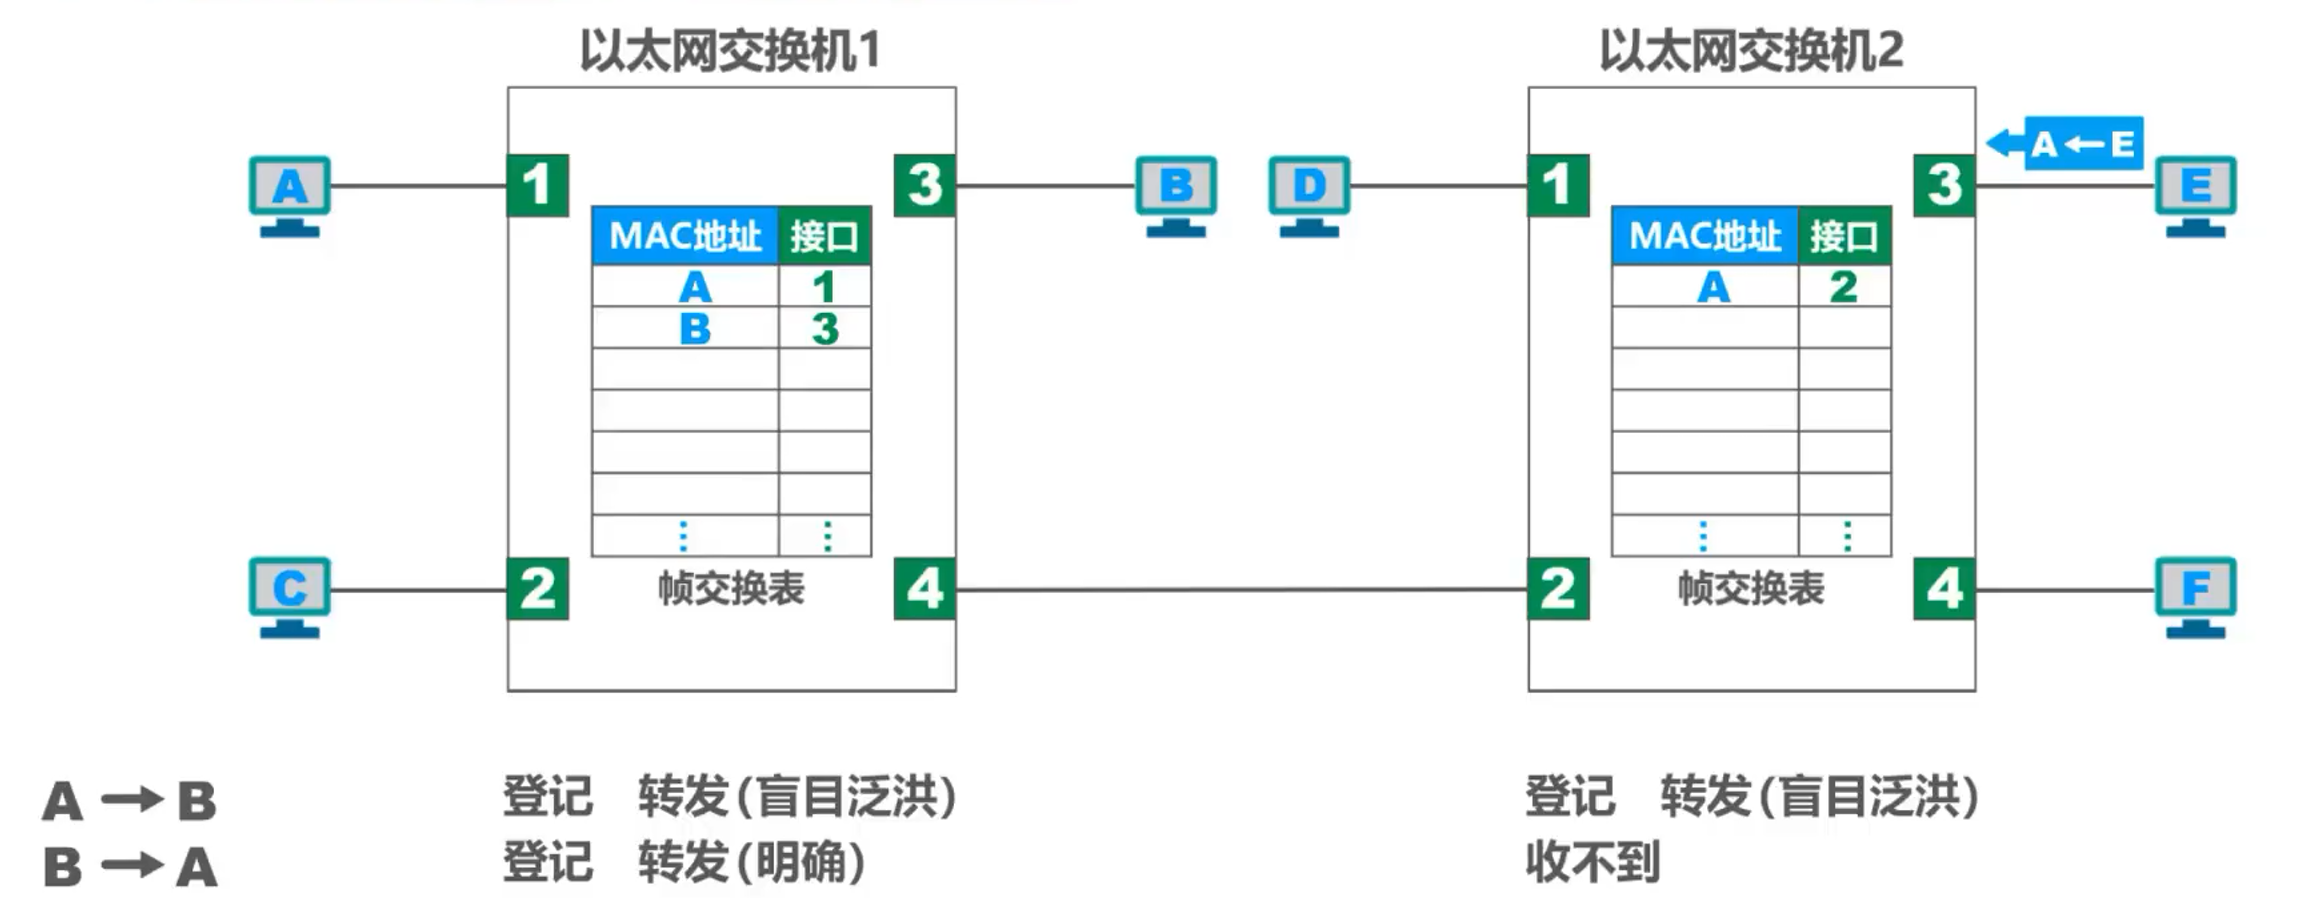 以太网交换机1 以太网交换机2
A←E
A 1 3 B D 1 3 E
MAC地址 接口 MAC地址 接口
A 1 A 2
B 3
⋮ ⋮ ⋮ ⋮
C 2 帧交换表 4 2 帧交换表 4 F
A→B 登记 转发(盲目泛洪) 登记 转发(盲目泛洪)
B→A 登记 转发(明确) 收不到